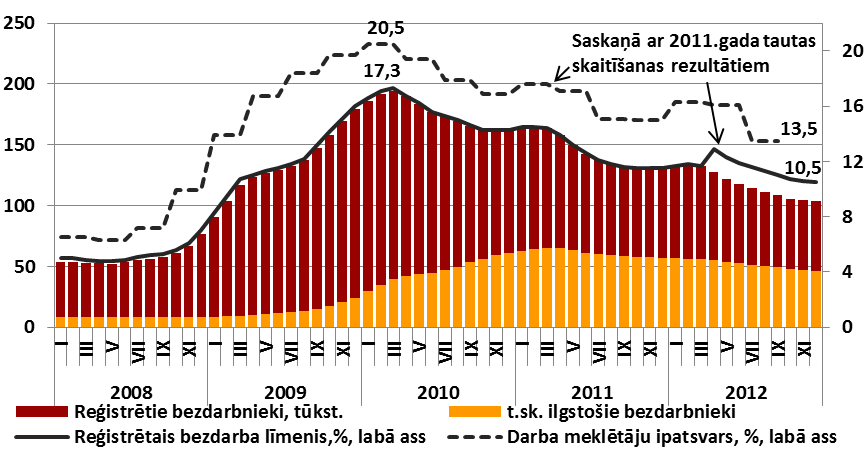 250
200
150
100
50
0
20
16
12
8
4
0
20,5
17,3
Saskaņā ar 2011.gada tautas
skaitīšanas rezultātiem
13,5
10,5
I III V VII IX XI I III V VII IX XI I III V VII IX XI I III V VII IX XI I III V VII IX XI
2008 2009 2010 2011 2012
Reģistrētie bezdarbnieki, tūkst. t.sk. ilgstošie bezdarbnieki
Reģistrētais bezdarba līmenis,%, labā ass Darba meklētāju ipatsvars, %, labā ass